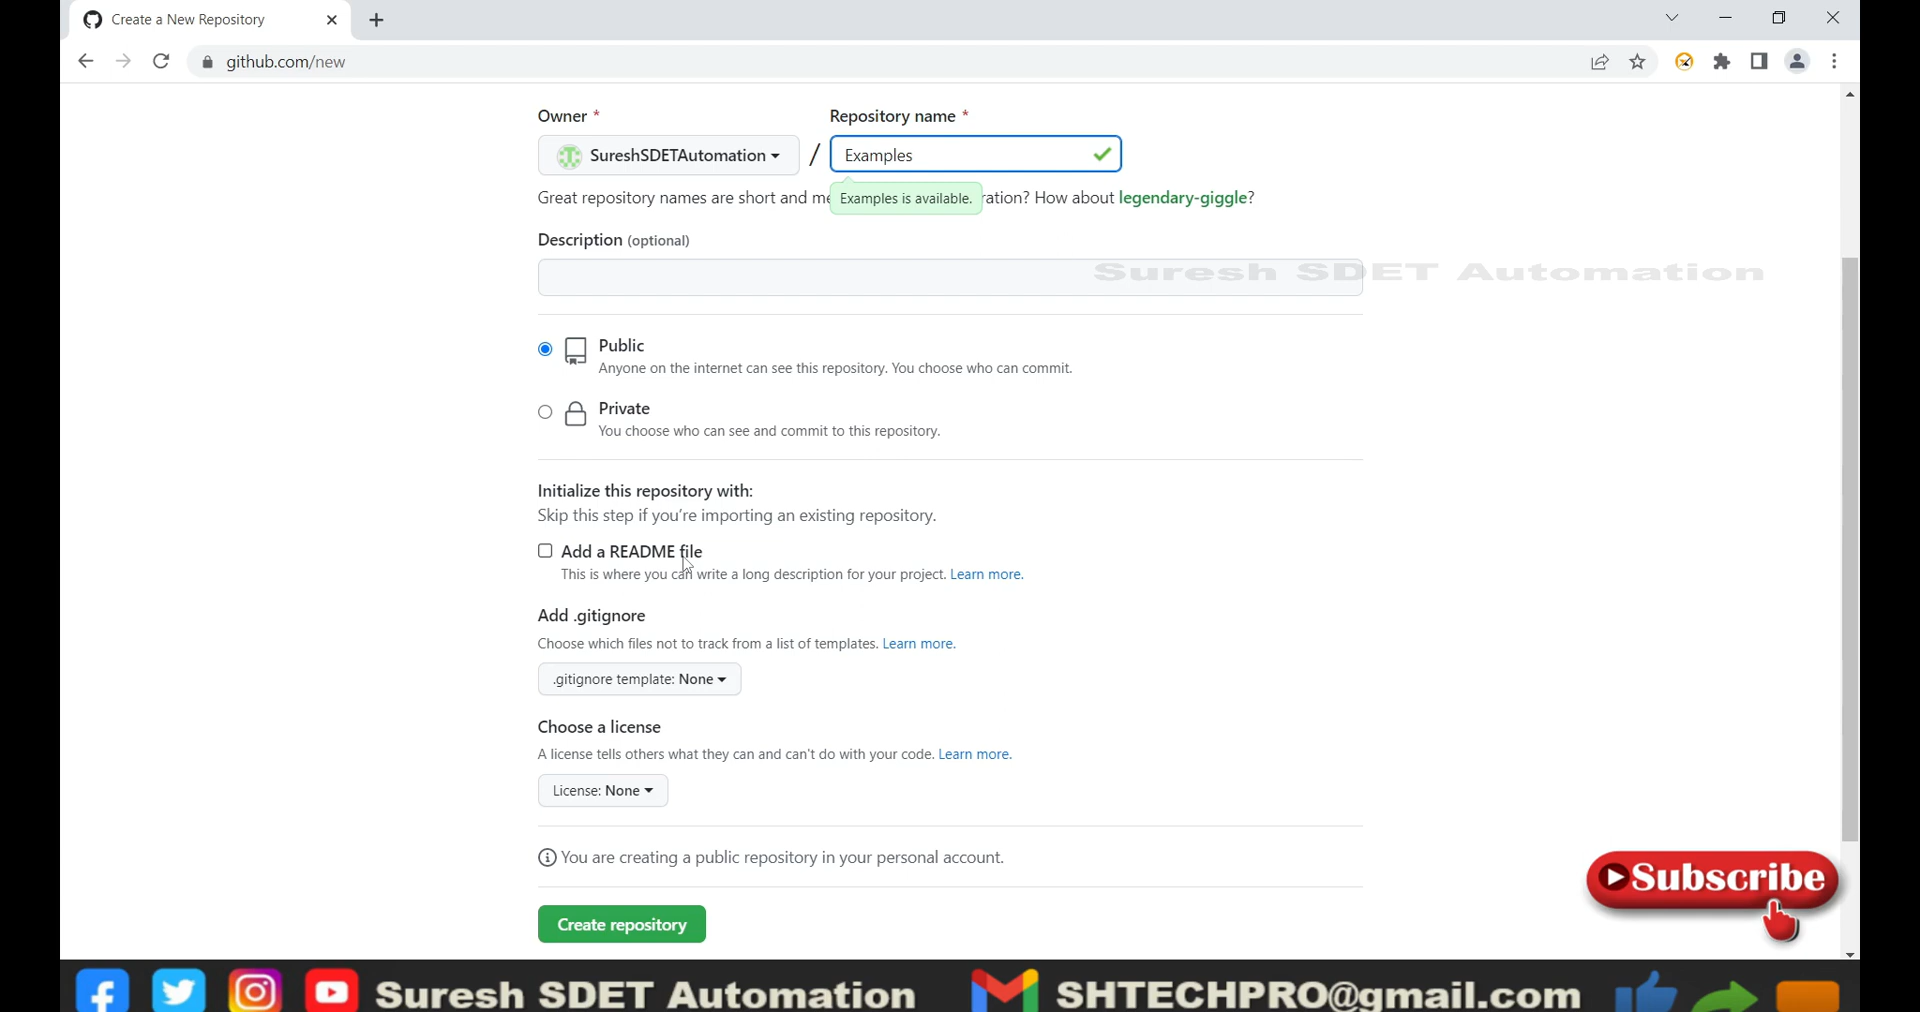 Create a New Repository
github.com/new
Owner *
Repository name *
SureshSDETAutomation
/
Examples
Great repository names are short and me
Examples is available.
ration? How about legendary-giggle?
Description (optional)
Suresh SDET Automation
Public
Anyone on the internet can see this repository. You choose who can commit.
Private
You choose who can see and commit to this repository.
Initialize this repository with:
Skip this step if you're importing an existing repository.
Add a README file
This is where you can write a long description for your project. Learn more.
Add .gitignore
Choose which files not to track from a list of templates. Learn more.
.gitignore template: None
Choose a license
A license tells others what they can and can't do with your code. Learn more.
License: None
You are creating a public repository in your personal account.
Subscribe
Create repository
Suresh SDET Automation SHTECHPRO@gmail.com